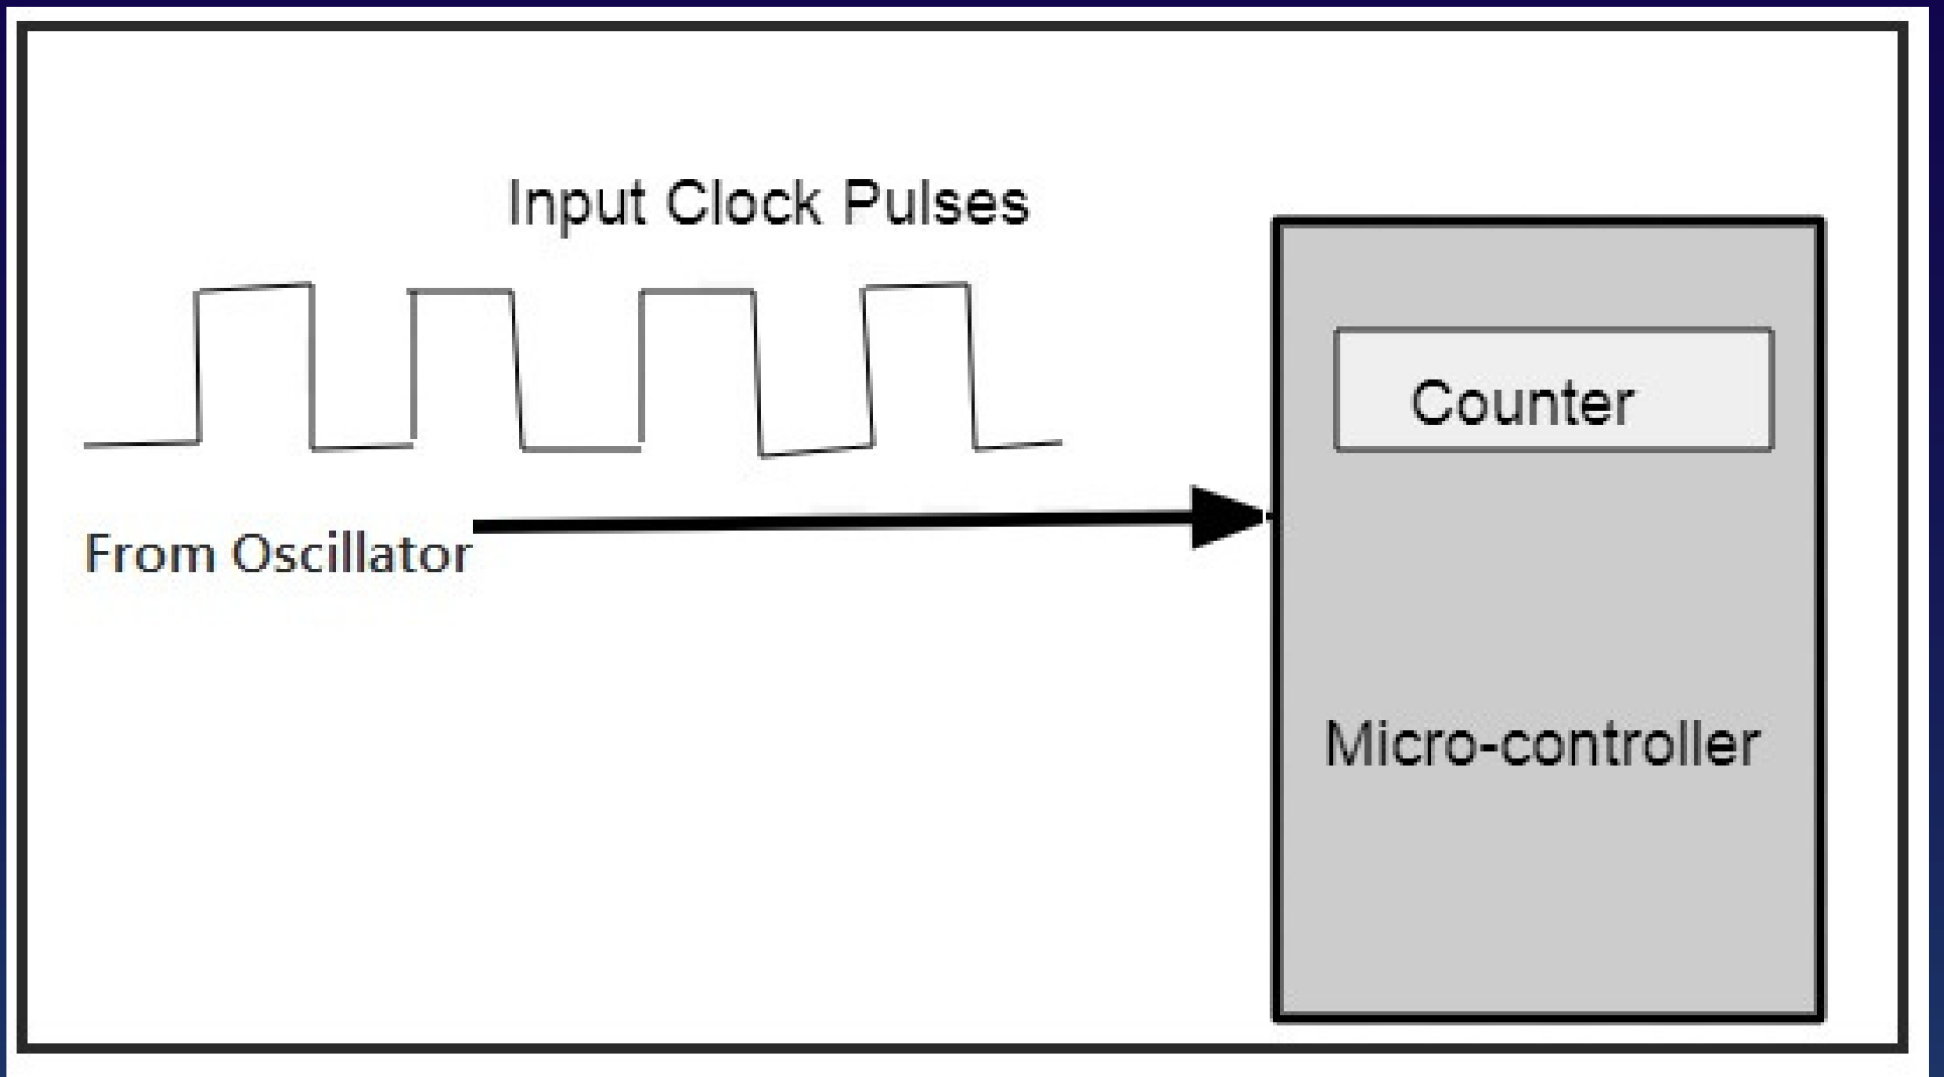 Input Clock Pulses
Counter
From Oscillator
Micro-controller